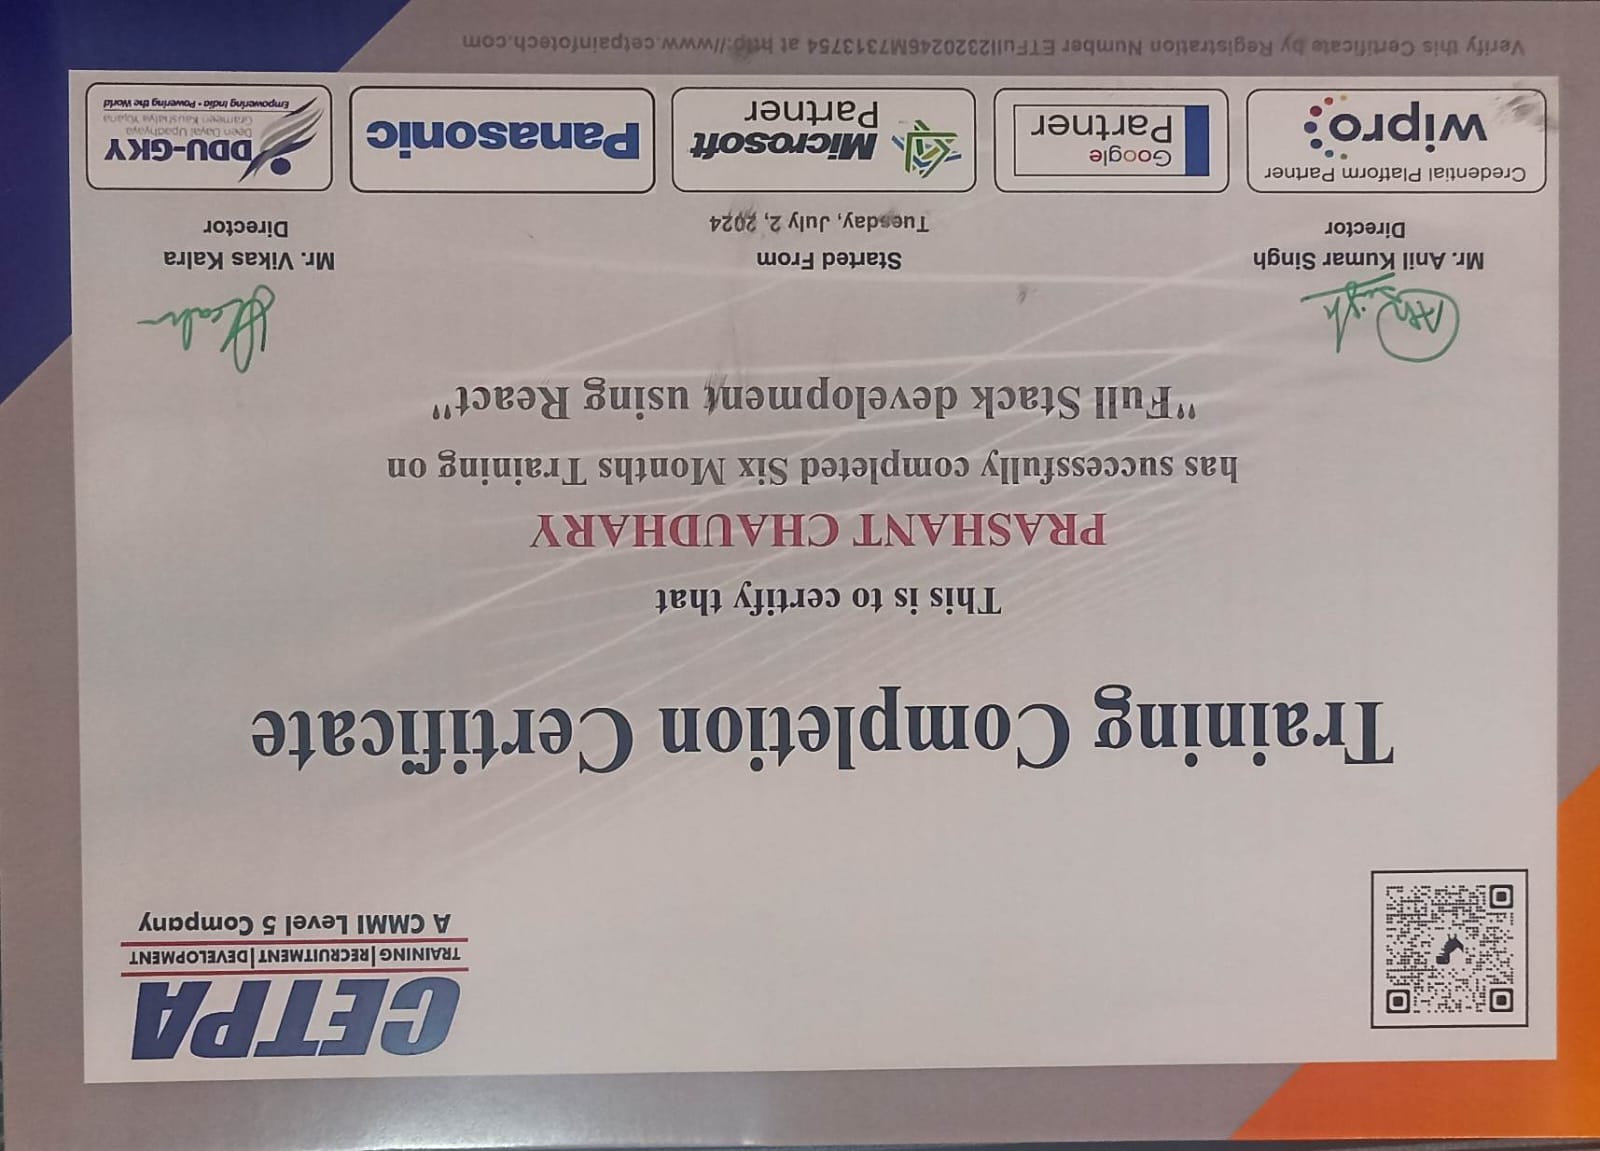 CETPA
TRAINING|RECRUITMENT|DEVELOPMENT
A CMMI Level 5 Company
Training Completion Certificate
This is to certify that
PRASHANT CHAUDHARY
has successfully completed Six Months Training on
"Full Stack development using React"
Mr. Anil Kumar Singh
Director
Started From
Tuesday, July 2, 2024
Mr. Vikas Kalra
Director
Credential Platform Partner
wipro
Google
Partner
Microsoft
Partner
Panasonic
DDU-GKY
Deen Dayal Upadhyaya
Grameen Kaushalya Yojana
Empowering India • Powering the World
Verify this Certificate by Registration Number ETFull2320246M7313754 at http://www.cetpainfotech.com